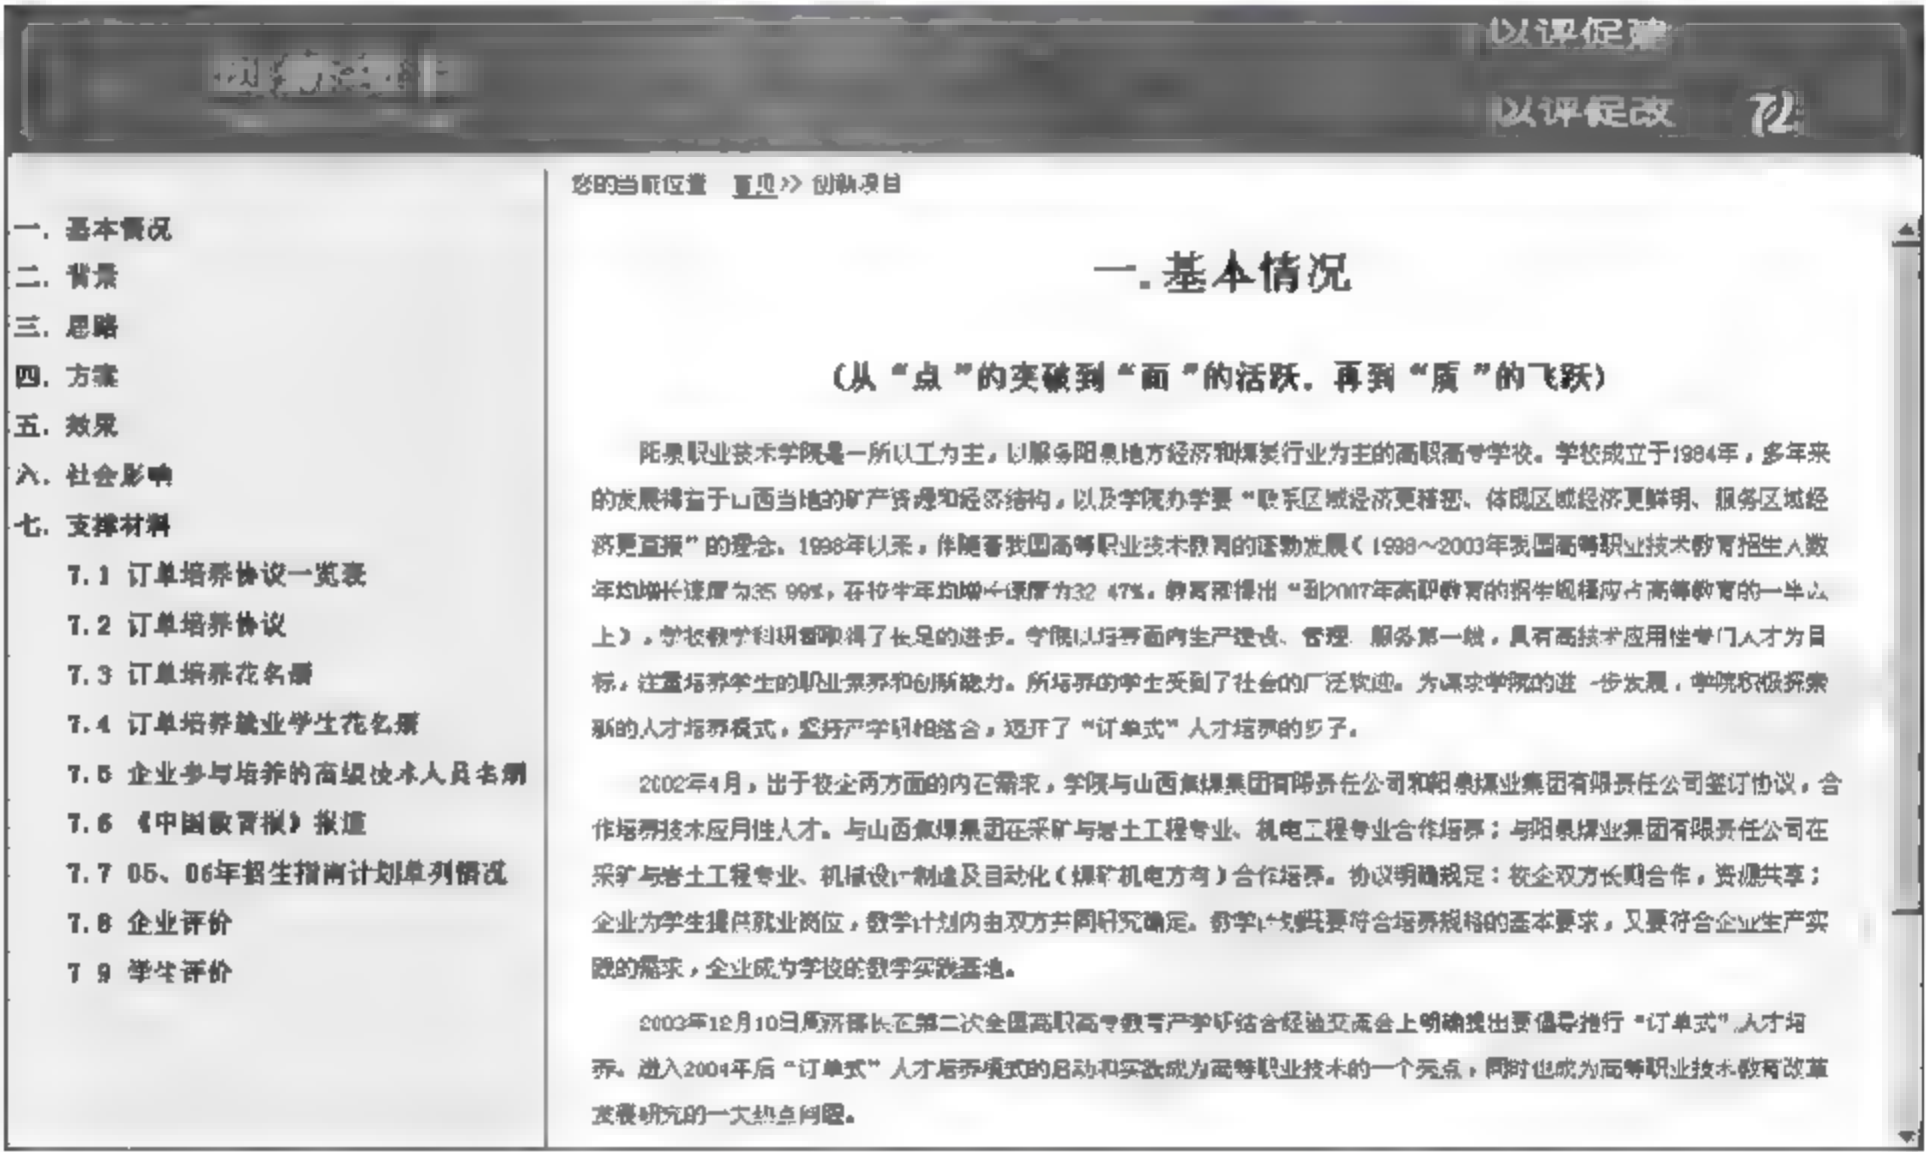 以评促建
以评促改
您的当前位置 首页>> 创新项目
一. 基本情况
二. 背景
三. 思路
四. 方案
五. 效果
六. 社会影响
七. 支撑材料
7.1 订单培养协议一览表
7.2 订单培养协议
7.3 订单培养花名册
7.4 订单培养就业学生花名册
7.5 企业参与培养的高级技术人员名册
7.6 《中国教育报》报道
7.7 05、06年招生指南计划单列情况
7.8 企业评价
7.9 学生评价
一.基本情况
(从“点”的突破到“面”的活跃，再到“质”的飞跃)
阳泉职业技术学院是一所以工为主，以服务阳泉地方经济和煤炭行业为主的高职高专学校。学校成立于1984年，多年来
的发展得益于山西当地的矿产资源和经济结构，以及学院办学要“联系区域经济更精密、体现区域经济更鲜明、服务区域经
济更直接”的理念。1998年以来，伴随着我国高等职业技术教育的蓬勃发展（1998～2003年我国高等职业技术教育招生人数
年均增长速度为35.99%，在校生年均增长速度为32.47%。教育部提出“到2007年高职教育的招生规模应占高等教育的一半以
上），学校教学科研都取得了长足的进步。学院以培养面向生产建设、管理、服务第一线，具有高技术应用性专门人才为目
标，注重培养学生的职业素养和创新能力。所培养的学生受到了社会的广泛欢迎。为谋求学院的进一步发展，学院积极探索
新的人才培养模式，坚持产学研相结合，迈开了“订单式”人才培养的步子。
2002年4月，出于校企两方面的内在需求，学院与山西焦煤集团有限责任公司和阳泉煤业集团有限责任公司签订协议，合
作培养技术应用性人才。与山西焦煤集团在采矿与岩土工程专业、机电工程专业合作培养；与阳泉煤业集团有限责任公司在
采矿与岩土工程专业、机械设计制造及自动化（煤矿机电方向）合作培养。协议明确规定：校企双方长期合作，资源共享；
企业为学生提供就业岗位，教学计划内由双方共同研究确定。教学计划既要符合培养规格的基本要求，又要符合企业生产实
践的需求，企业成为学校的教学实践基地。
2003年12月10日周济部长在第二次全国高职高专教育产学研结合经验交流会上明确提出要倡导推行“订单式”人才培
养。进入2004年后“订单式”人才培养模式的启动和实践成为高等职业技术的一个亮点，同时也成为高等职业技术教育改革
发展研究的一大热点问题。